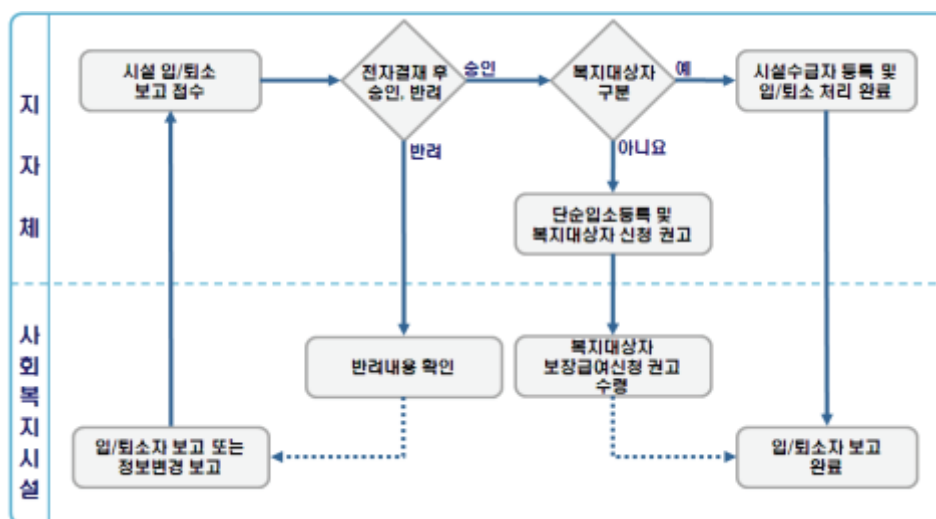 지자체
시설 입/퇴소
보고 접수
전자결재 후
승인, 반려
승인
복지대상자
구분
예
시설수급자 등록 및
입/퇴소 처리 완료
반려
아니요
단순입소등록 및
복지대상자 신청 권고
사회복지시설
반려내용 확인
복지대상자
보장급여신청 권고
수령
입/퇴소자 보고 또는
정보변경 보고
입/퇴소자 보고
완료